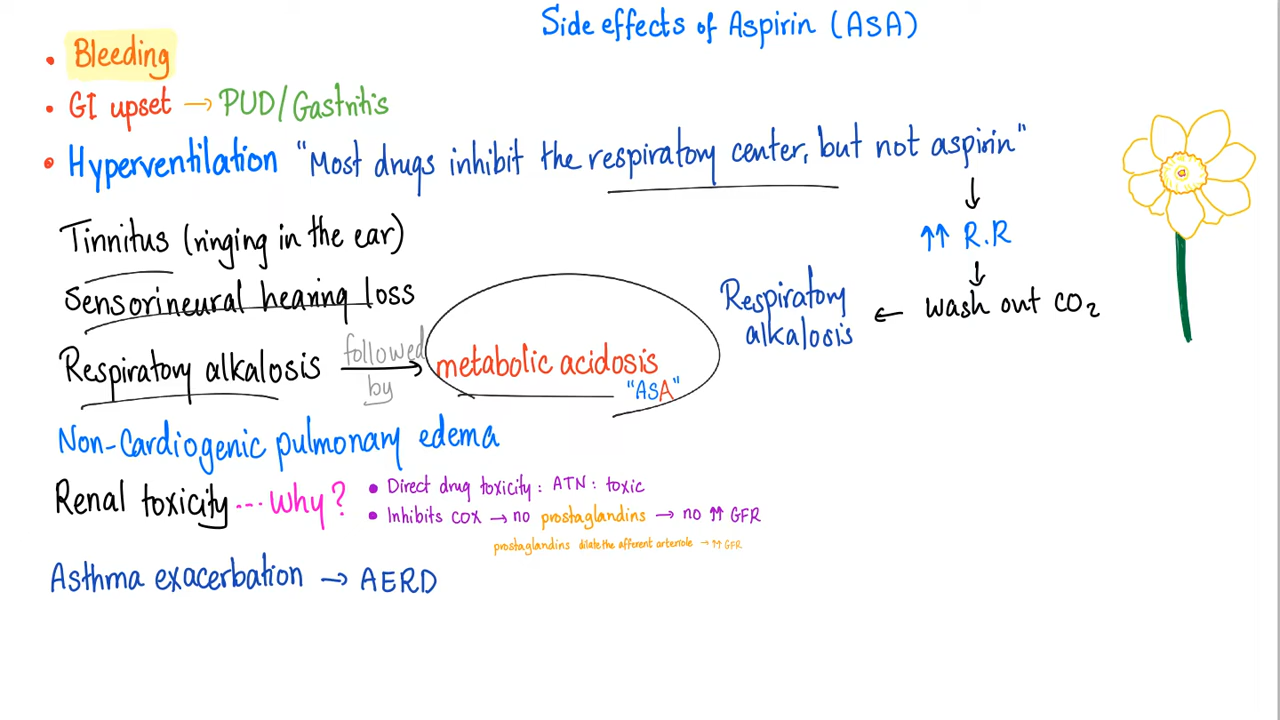 Side effects of Aspirin (ASA)
• Bleeding
• GI upset → PUD/Gastritis
• Hyperventilation "Most drugs inhibit the respiratory center, but not aspirin"
↓
↑↑ R.R
↓
wash out CO₂
← Respiratory
alkalosis
Tinnitus (ringing in the ear)
Sensorineural hearing loss
Respiratory alkalosis followed by → metabolic acidosis
"ASA"
Non-Cardiogenic pulmonary edema
Renal toxicity ... why?
• Direct drug toxicity: ATN: toxic
• Inhibits COX → no prostaglandins → no ↑↑ GFR
prostaglandins dilate the afferent arteriole → ↑↑ GFR
Asthma exacerbation → AERD